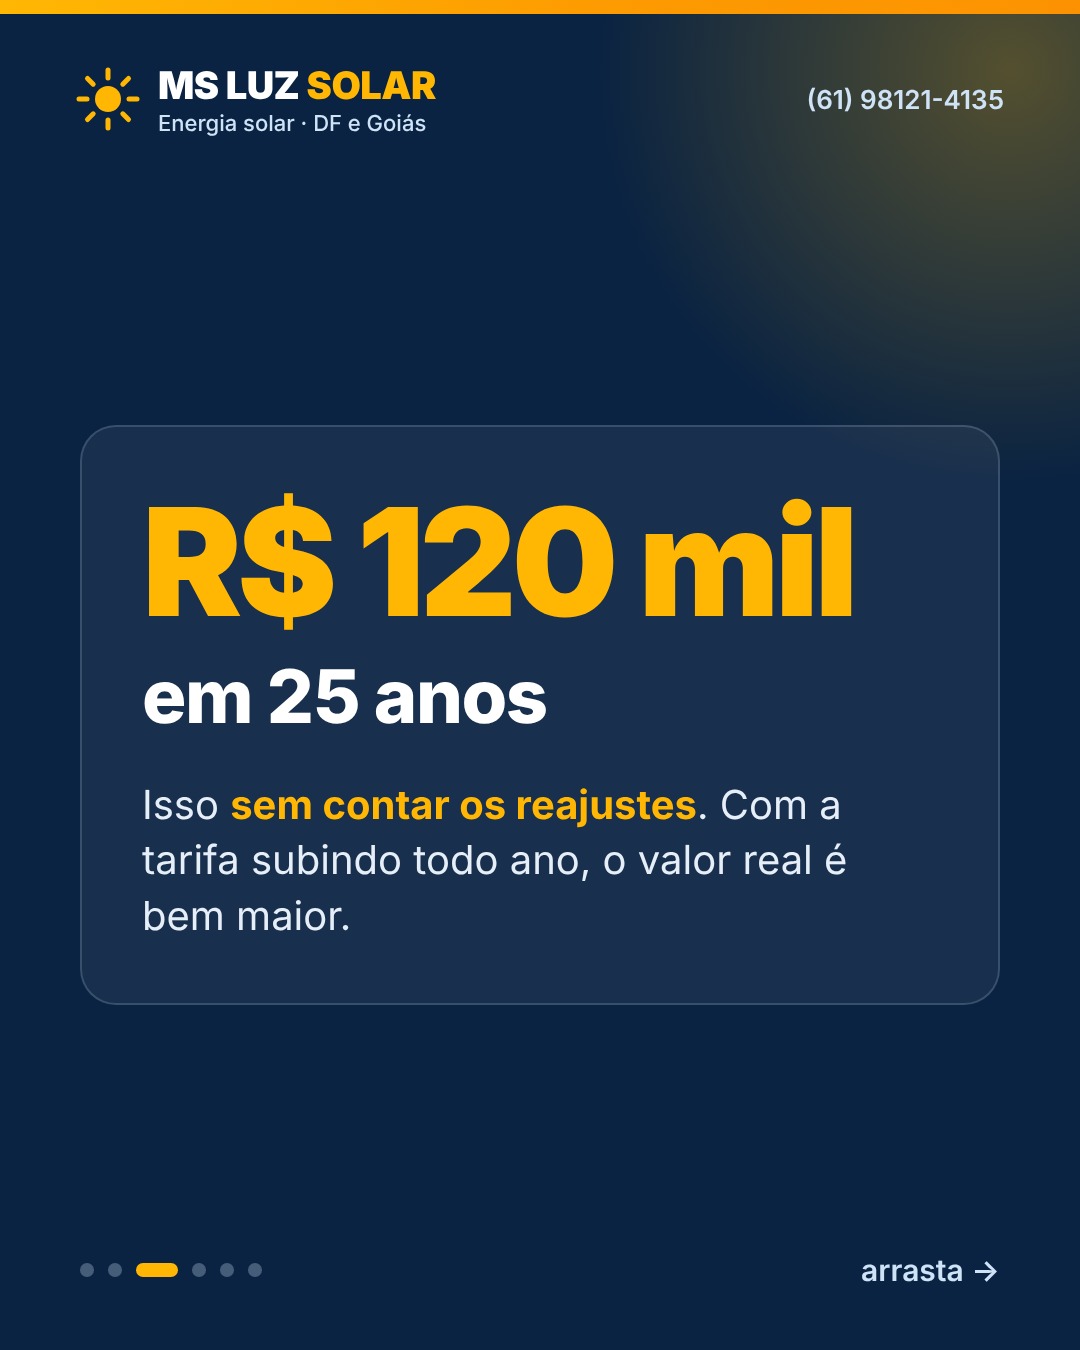 MS LUZ SOLAR
Energia solar · DF e Goiás
(61) 98121-4135
R$ 120 mil
em 25 anos
Isso sem contar os reajustes. Com a
tarifa subindo todo ano, o valor real é
bem maior.
arrasta →